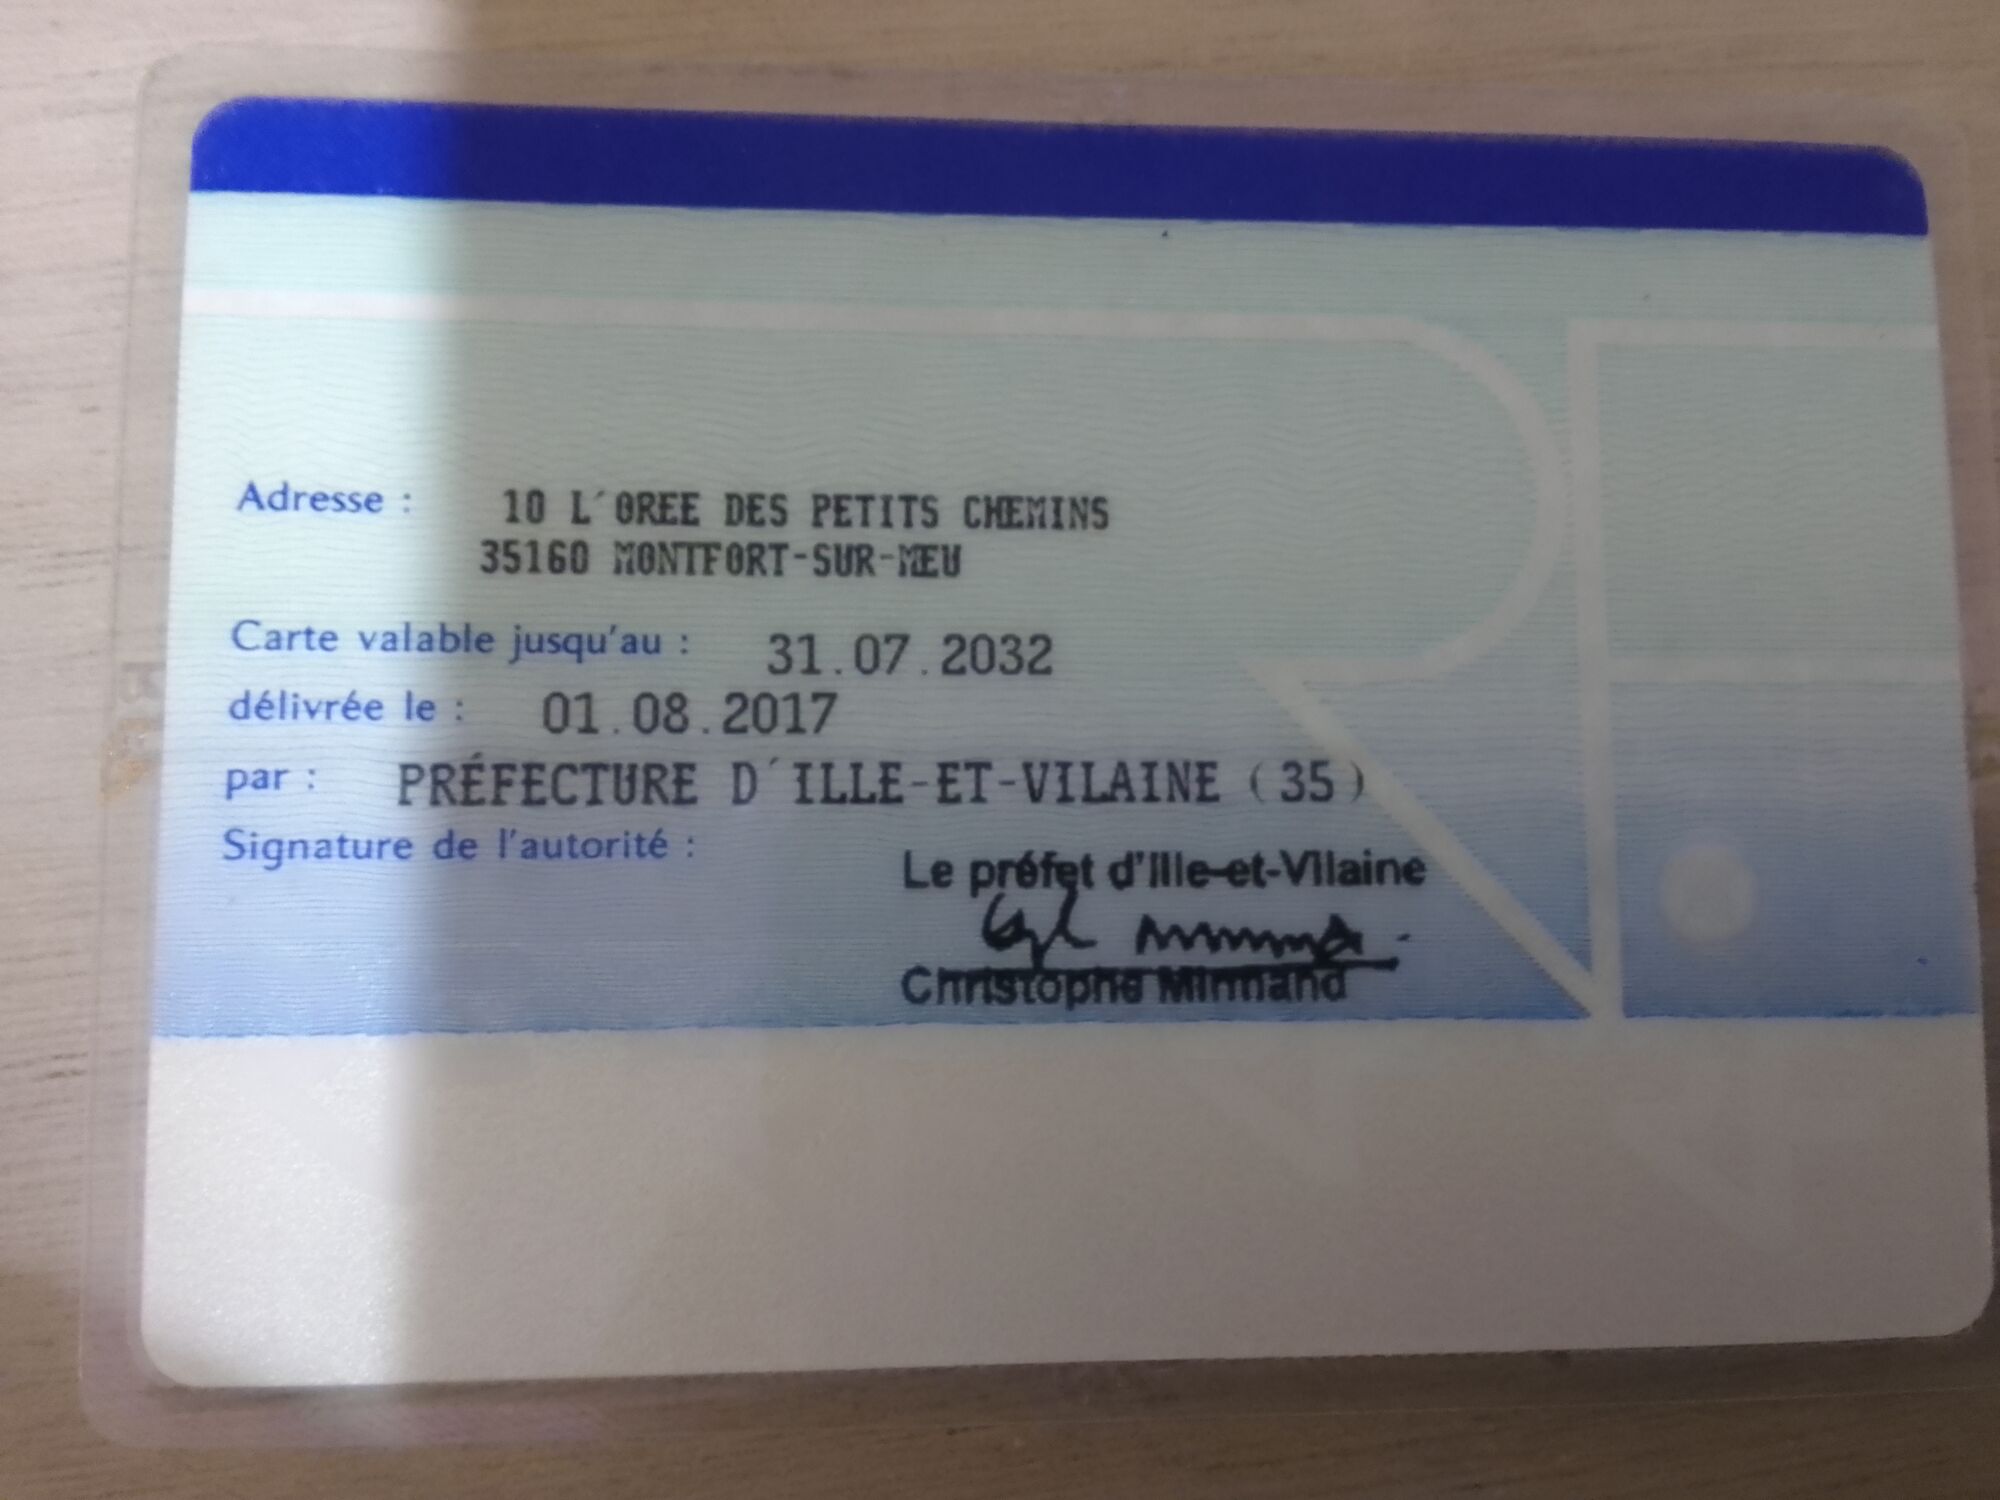 Adresse : 10 L'OREE DES PETITS CHEMINS
35160 MONTFORT-SUR-MEU
Carte valable jusqu'au : 31.07.2032
délivrée le : 01.08.2017
par : PRÉFECTURE D'ILLE-ET-VILAINE (35)
Signature de l'autorité :
Le préfet d'Ille-et-Vilaine
Christophe Mirmand
RF